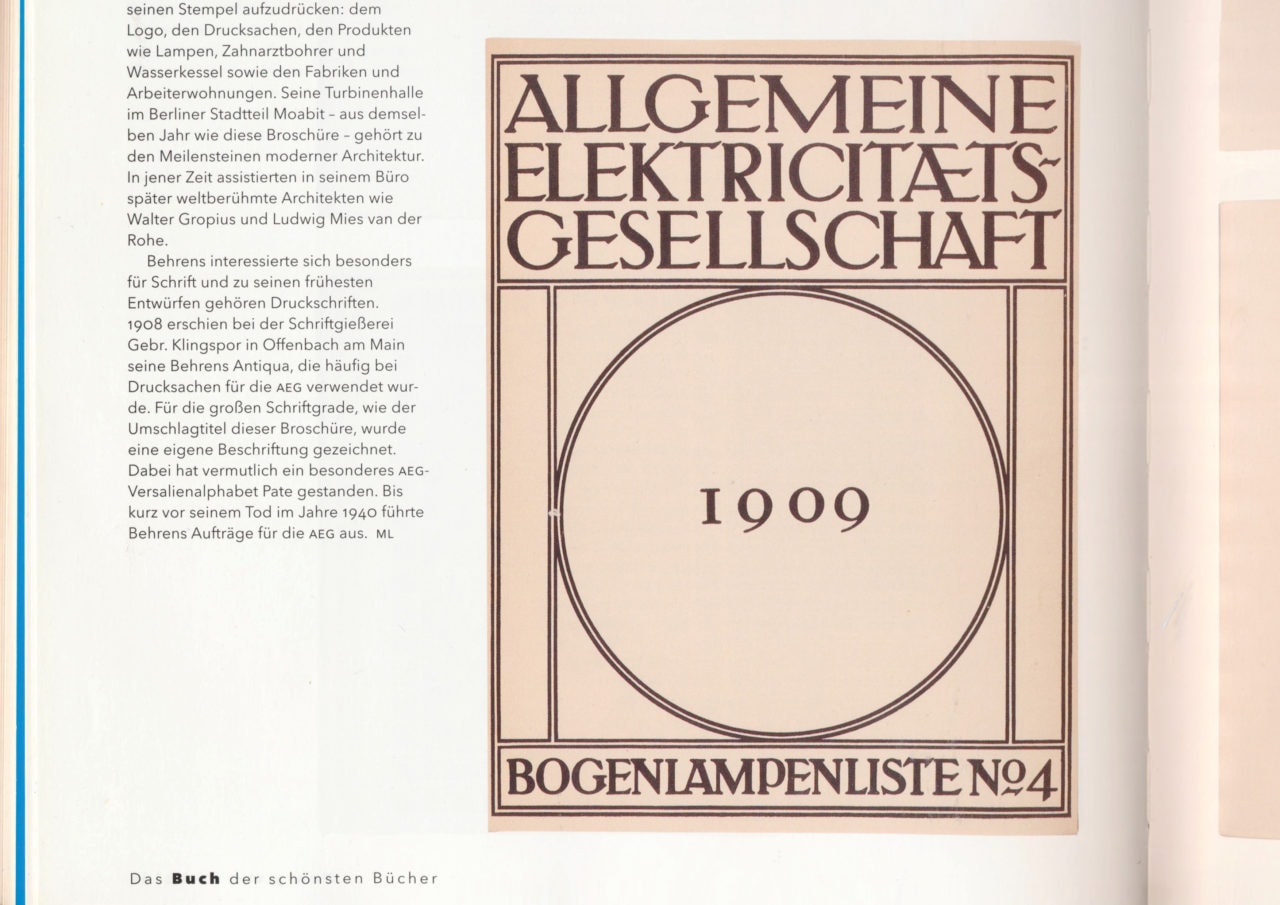 seinen Stempel aufzudrücken: dem
Logo, den Drucksachen, den Produkten
wie Lampen, Zahnarztbohrer und
Wasserkessel sowie den Fabriken und
Arbeiterwohnungen. Seine Turbinenhalle
im Berliner Stadtteil Moabit – aus demsel-
ben Jahr wie diese Broschüre – gehört zu
den Meilensteinen moderner Architektur.
In jener Zeit assistierten in seinem Büro
später weltberühmte Architekten wie
Walter Gropius und Ludwig Mies van der
Rohe.
Behrens interessierte sich besonders
für Schrift und zu seinen frühesten
Entwürfen gehören Druckschriften.
1908 erschien bei der Schriftgießerei
Gebr. Klingspor in Offenbach am Main
seine Behrens Antiqua, die häufig bei
Drucksachen für die AEG verwendet wur-
de. Für die großen Schriftgrade, wie der
Umschlagtitel dieser Broschüre, wurde
eine eigene Beschriftung gezeichnet.
Dabei hat vermutlich ein besonderes AEG-
Versalienalphabet Pate gestanden. Bis
kurz vor seinem Tod im Jahre 1940 führte
Behrens Aufträge für die AEG aus. ML
ALLGEMEINE
ELEKTRICITÆTS-
GESELLSCHAFT
1909
BOGENLAMPENLISTE Nº 4
Das Buch der schönsten Bücher